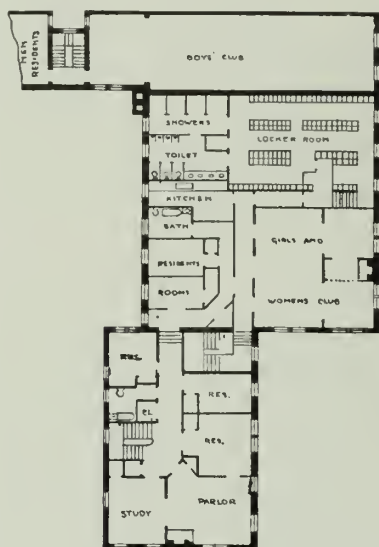 MEN
RESIDENTS
BOYS' CLUB
SHOWERS
LOCKER ROOM
TOILET
KITCHEN
BATH
GIRLS AND
RESIDENTS
ROOMS
WOMENS CLUB
RES.
RES.
CL.
RES.
STUDY
PARLOR